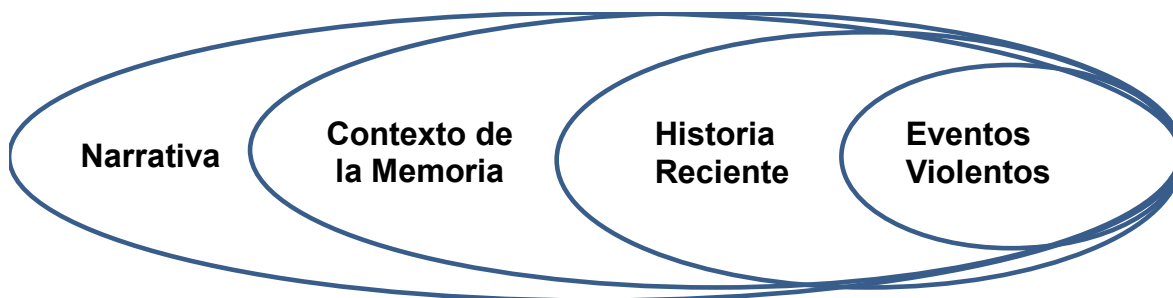 Narrativa
Contexto de
la Memoria
Historia
Reciente
Eventos
Violentos